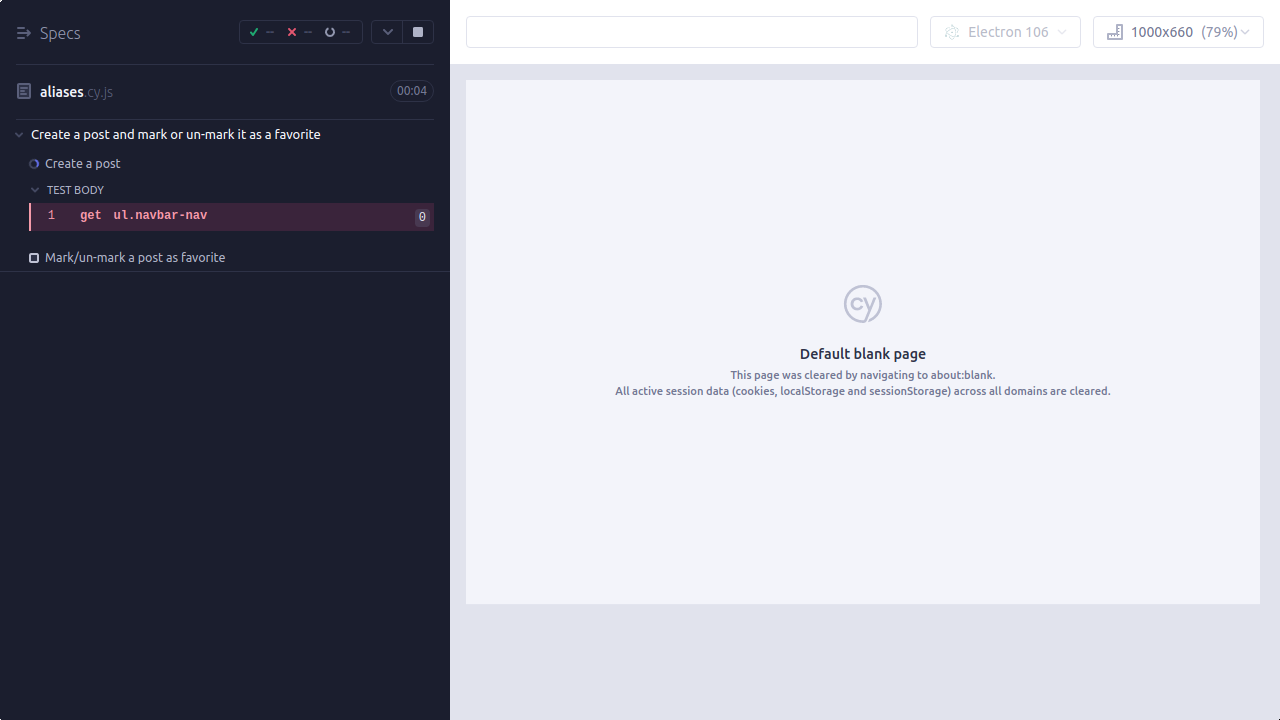 Specs
--
--
--
aliases.cy.js
00:04
Create a post and mark or un-mark it as a favorite
Create a post
TEST BODY
1 get ul.navbar-nav 0
Mark/un-mark a post as favorite
Electron 106
1000x660 (79%)
cy
Default blank page
This page was cleared by navigating to about:blank.
All active session data (cookies, localStorage and sessionStorage) across all domains are cleared.